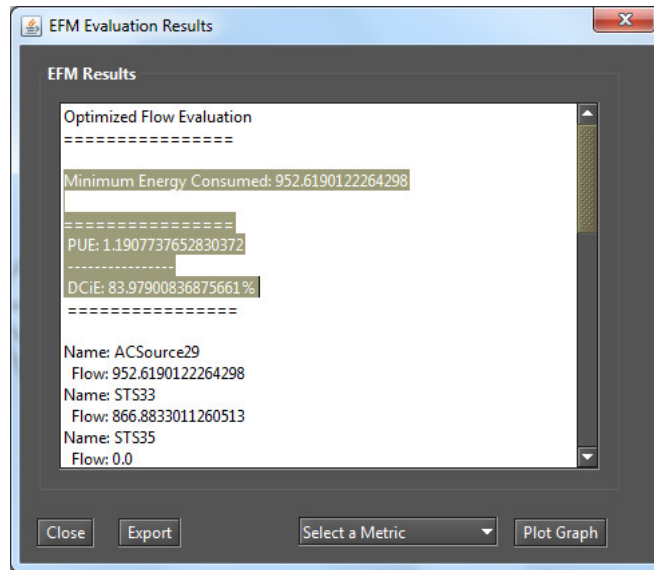 EFM Evaluation Results
EFM Results
Optimized Flow Evaluation
================
Minimum Energy Consumed: 952.6190122264298
================
PUE: 1.1907737652830372
----------------
DCiE: 83.97900836875661%
================
Name: ACSource29
Flow: 952.6190122264298
Name: STS33
Flow: 866.8833011260513
Name: STS35
Flow: 0.0
Close Export Select a Metric Plot Graph